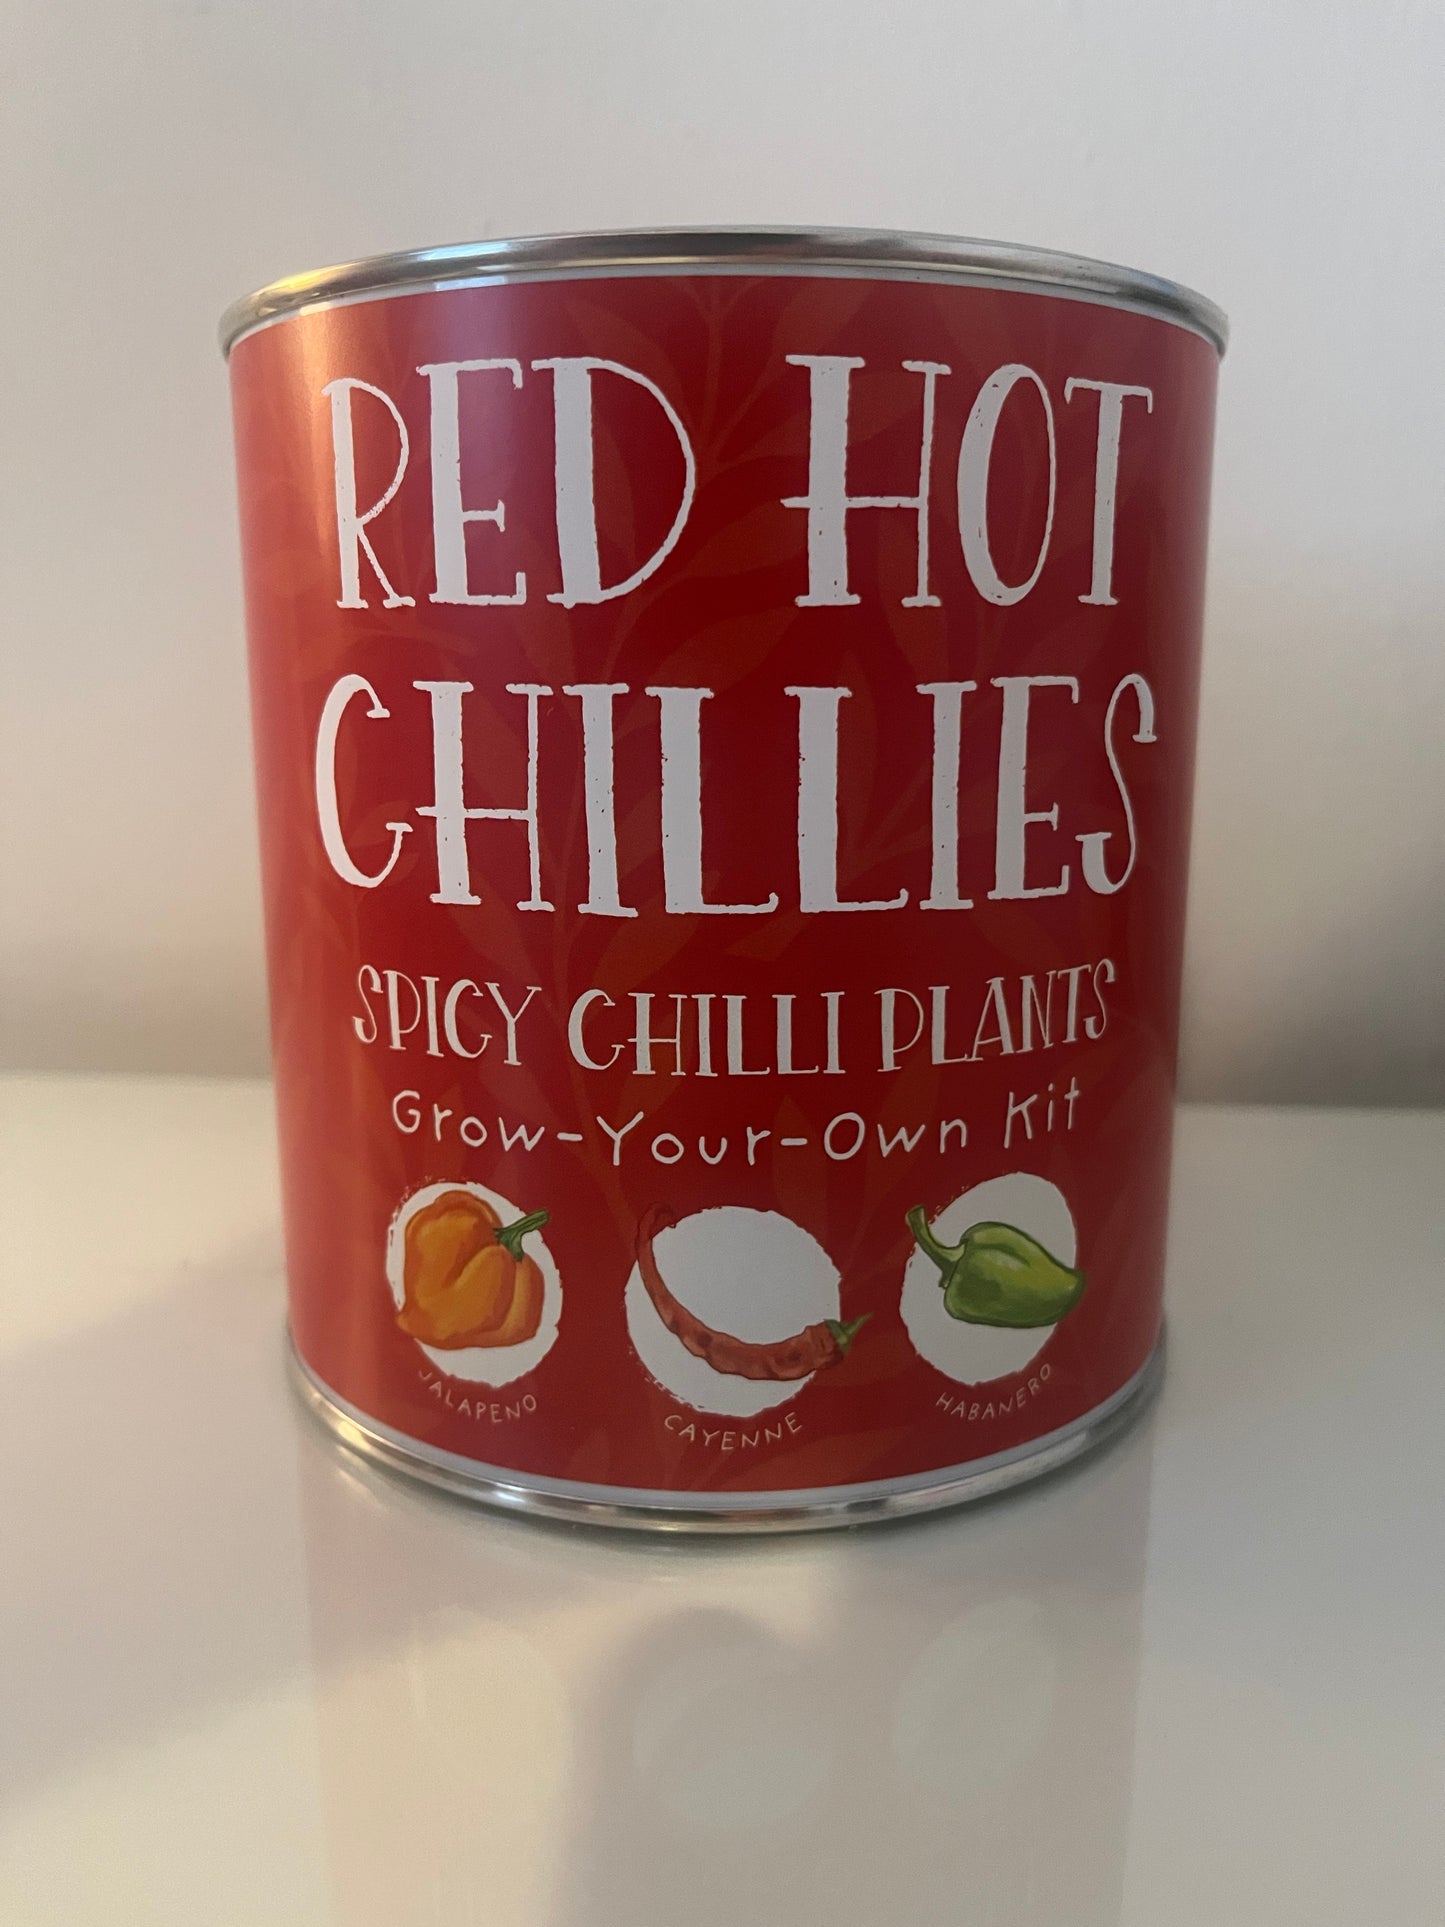 RED HOT
CHILLIES
SPICY CHILLI PLANTS
Grow-Your-Own Kit
JALAPENO
CAYENNE
HABANERO